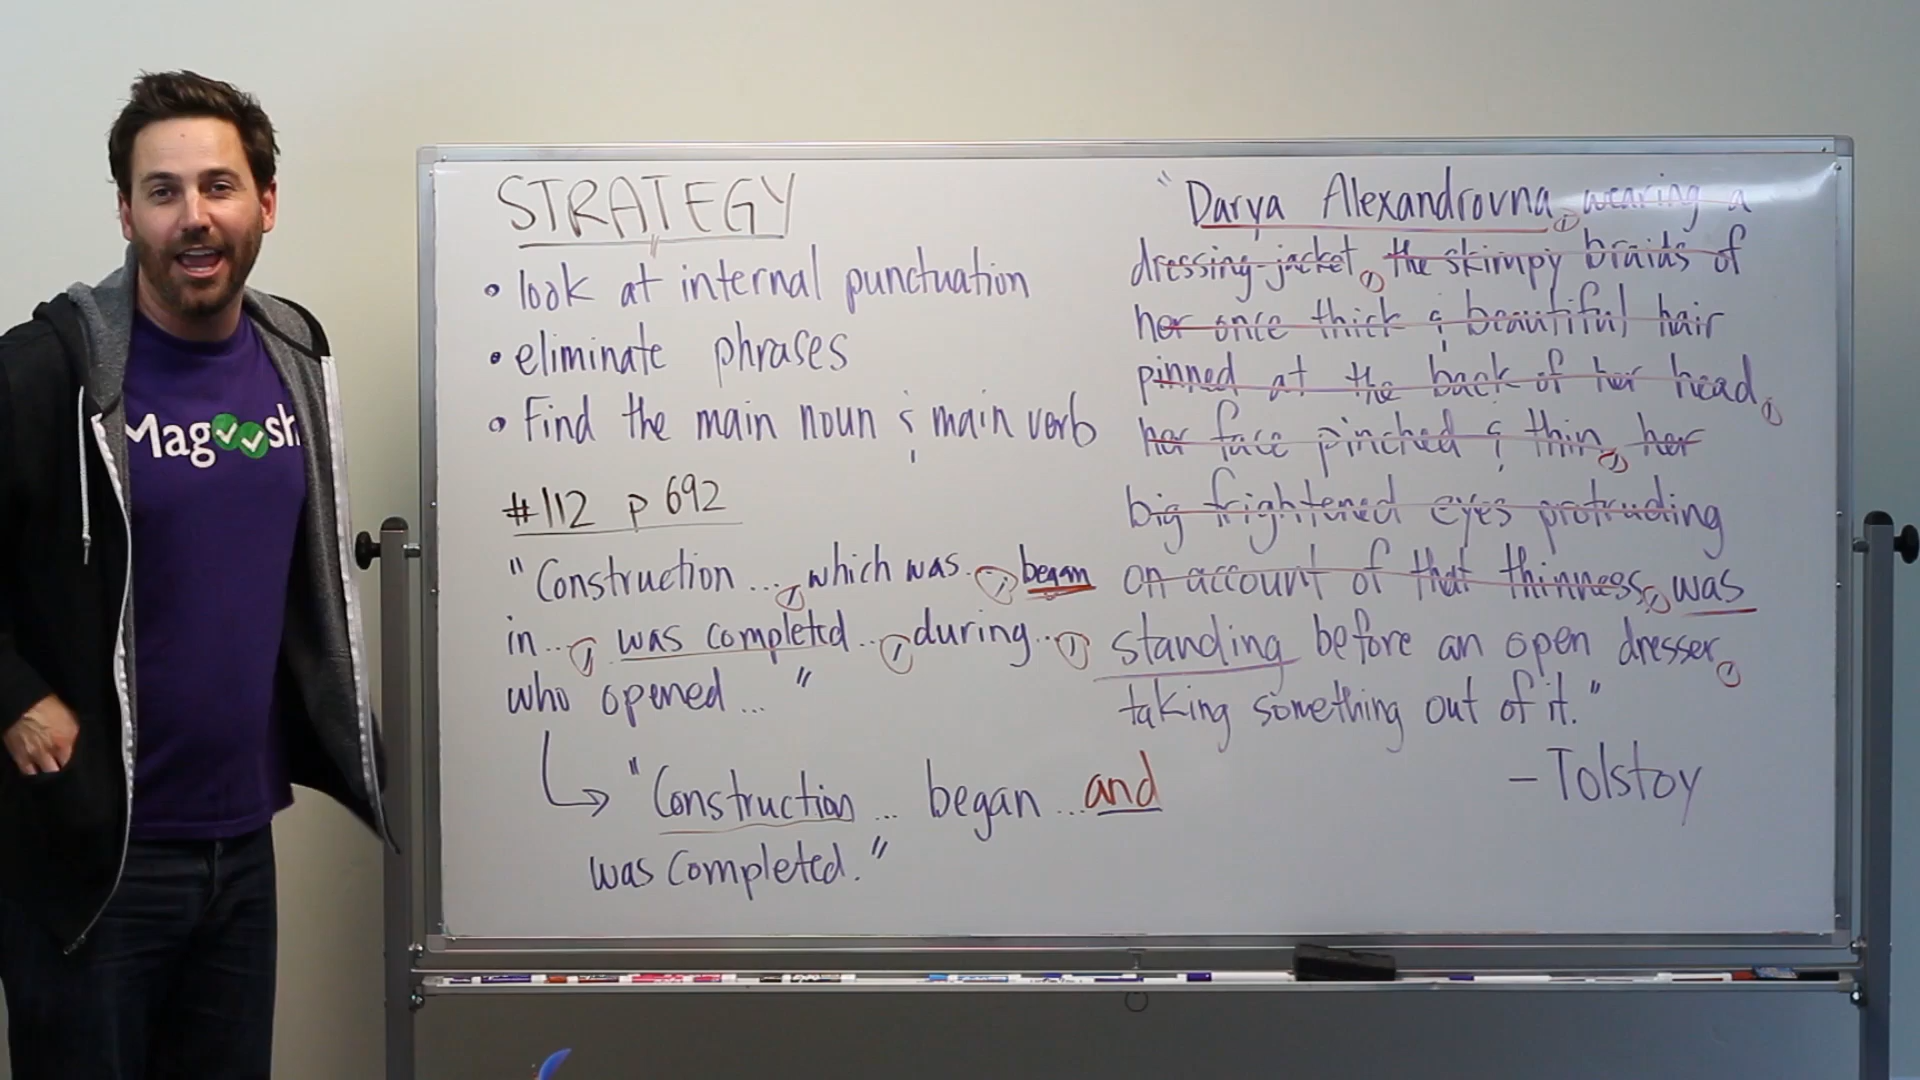 Magoosh
STRATEGY
• look at internal punctuation
• eliminate phrases
• Find the main noun & main verb
#112 p 692
"Construction ..., which was ..., began
in ..., was completed ..., during ...,
who opened ..."
"Construction ... began ... and
was completed."
"Darya Alexandrovna, wearing a
dressing-jacket, the skimpy braids of
her once thick & beautiful hair
pinned at the back of her head,
her face pinched & thin, her
big frightened eyes protruding
on account of that thinness, was
standing before an open dresser,
taking something out of it."
- Tolstoy